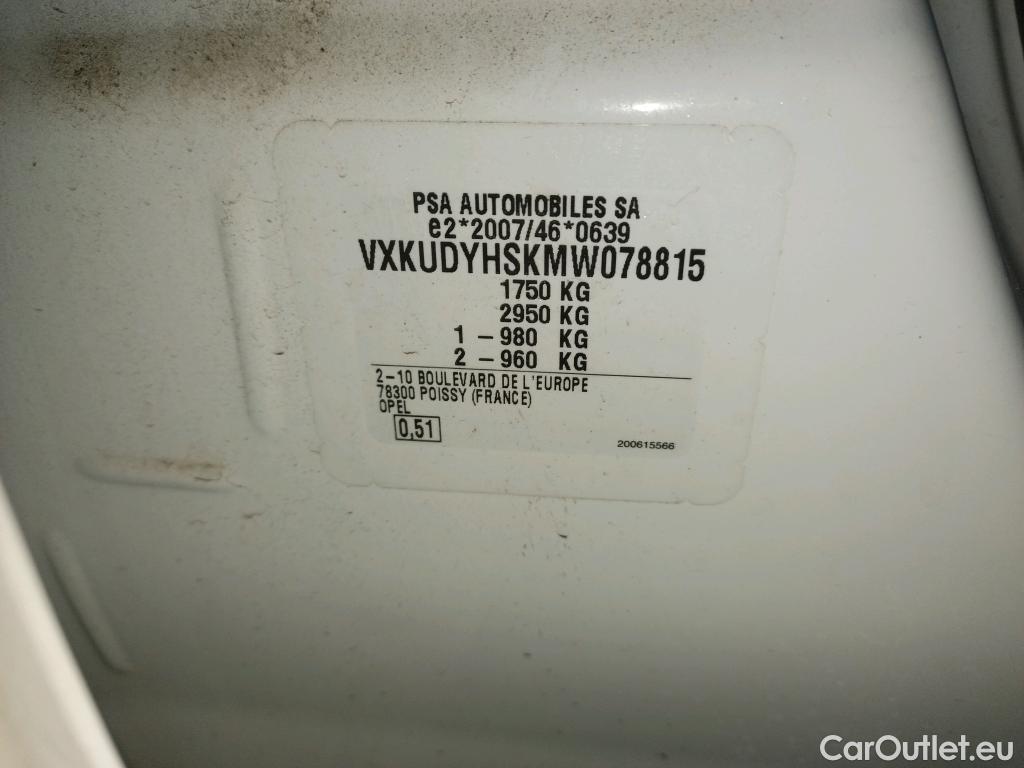 PSA AUTOMOBILES SA
e2*2007/46*0639
VXKUDYHSKMW078815
1750 KG
2950 KG
1 – 980 KG
2 – 960 KG
2–10 BOULEVARD DE L'EUROPE
78300 POISSY (FRANCE)
OPEL
0,51
200615566
CarOutlet.eu